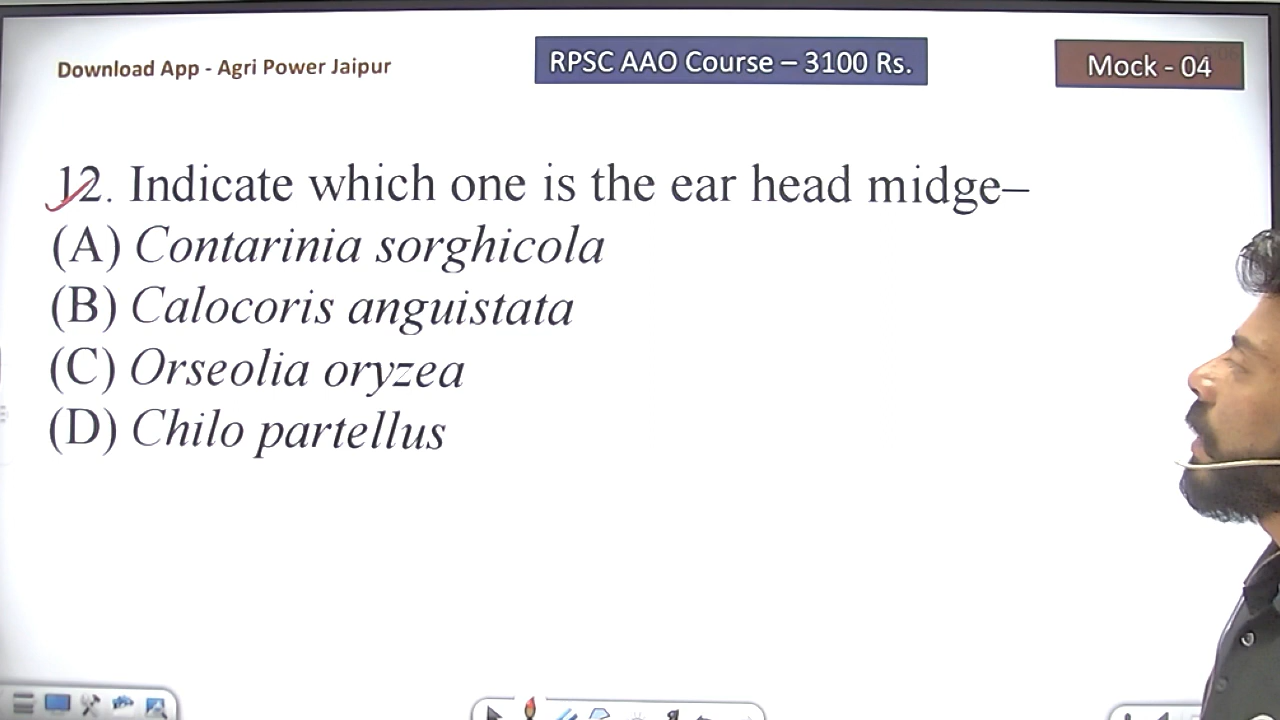 Download App - Agri Power Jaipur
RPSC AAO Course – 3100 Rs.
Mock - 04
12. Indicate which one is the ear head midge–
(A) Contarinia sorghicola
(B) Calocoris anguistata
(C) Orseolia oryzea
(D) Chilo partellus